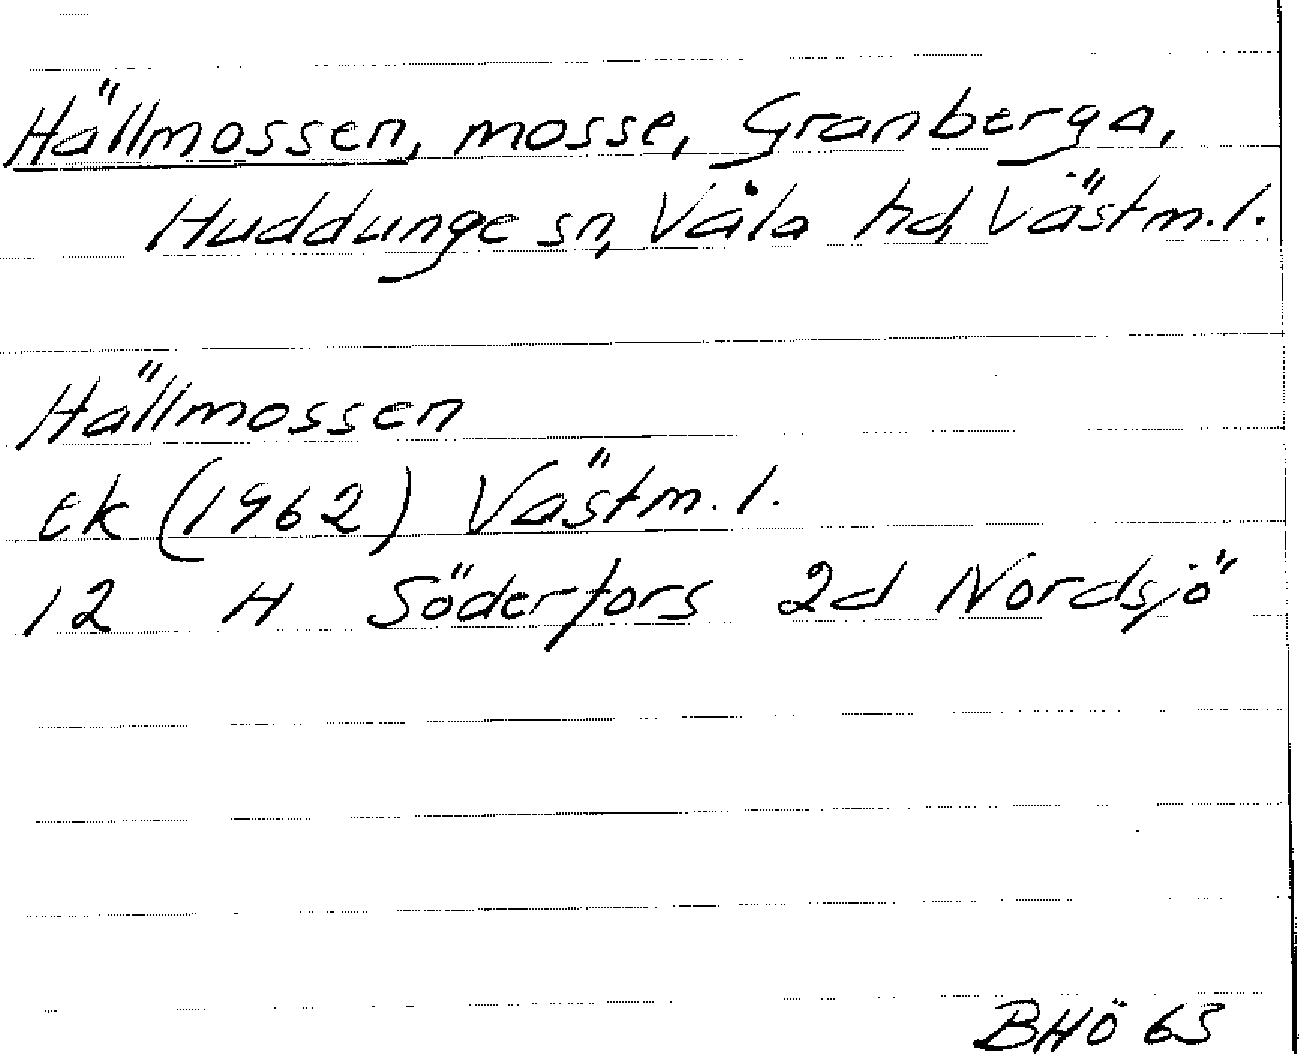 Hällmossen, mosse, Granberga,
Huddunge sn, Våla hd, Västm.l.
Hällmossen
ek (1962) Västm.l.
12 H Söderfors 2d Nordsjö
BHÖ 65